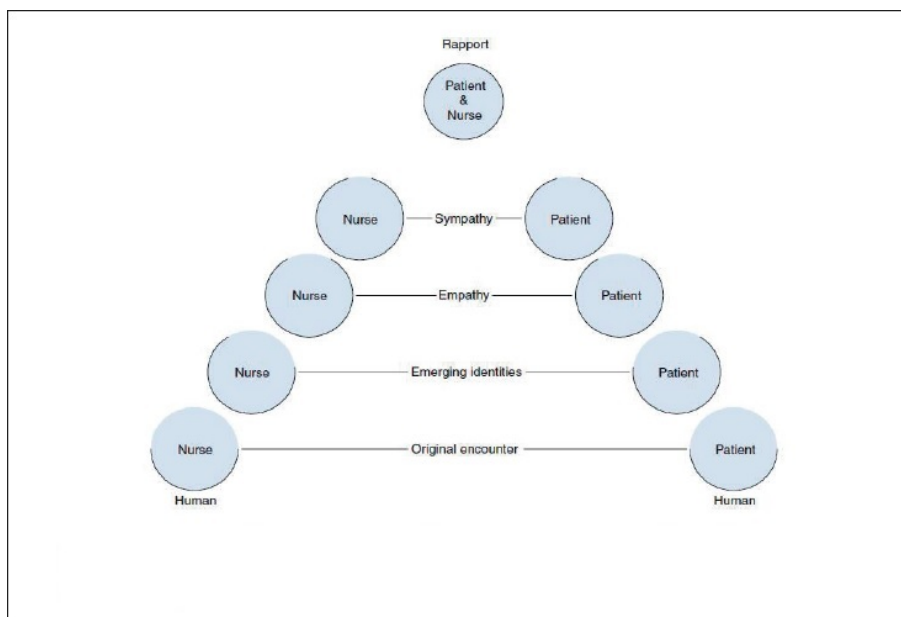 Rapport
Patient
&
Nurse
Nurse Sympathy Patient
Nurse Empathy Patient
Nurse Emerging identities Patient
Nurse Original encounter Patient
Human Human